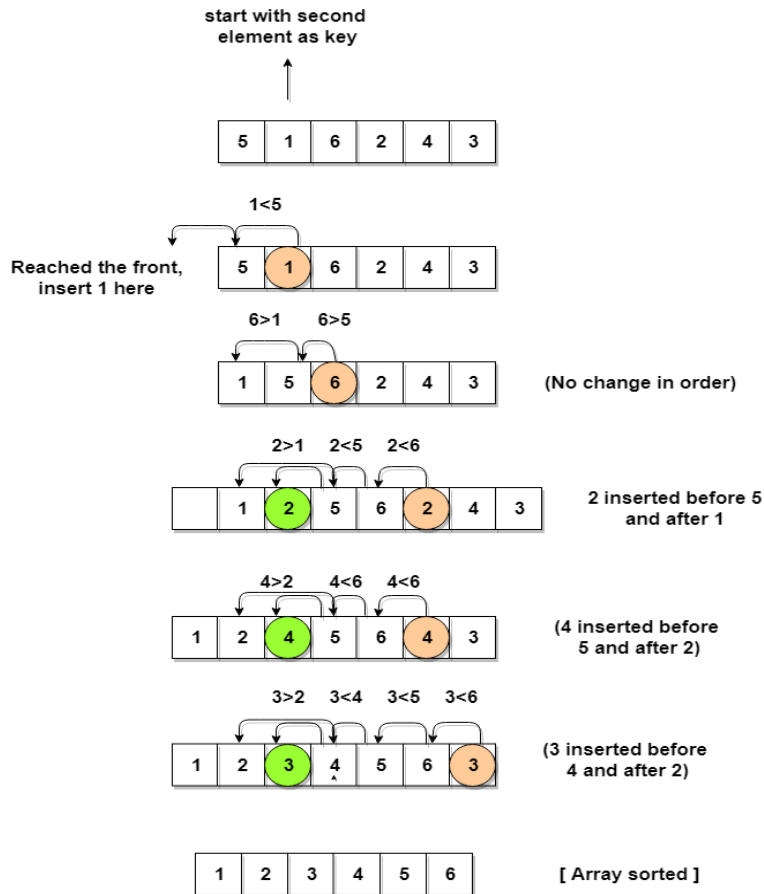 start with second
element as key
5 1 6 2 4 3
1<5
Reached the front,
insert 1 here
5 1 6 2 4 3
6>1 6>5
1 5 6 2 4 3
(No change in order)
2>1 2<5 2<6
1 2 5 6 2 4 3
2 inserted before 5
and after 1
4>2 4<6 4<6
1 2 4 5 6 4 3
(4 inserted before
5 and after 2)
3>2 3<4 3<5 3<6
1 2 3 4 5 6 3
(3 inserted before
4 and after 2)
1 2 3 4 5 6
[ Array sorted ]